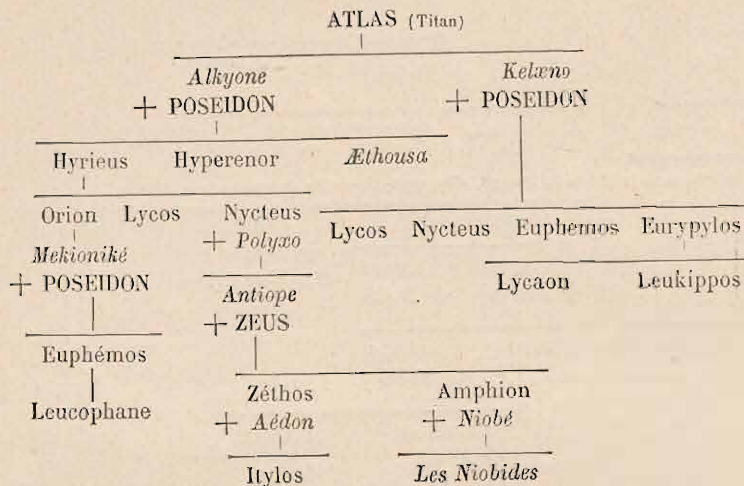 ATLAS (Titan)
Alkyone Kelæno
+ POSEIDON + POSEIDON
Hyrieus Hyperenor Æthousa
Orion Lycos Nycteus Lycos Nycteus Euphemos Eurypylos
Mekioniké + Polyxo
+ POSEIDON Antiope Lycaon Leukippos
+ ZEUS
Euphémos
Zéthos Amphion
Leucophane + Aédon + Niobé
Itylos Les Niobides